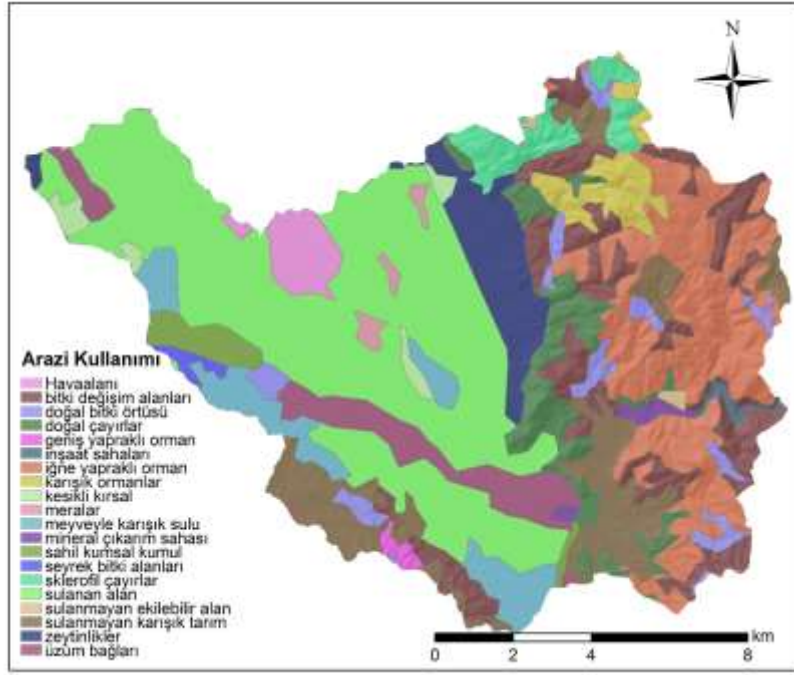 N
Arazi Kullanımı
Havaalanı
bitki değişim alanları
doğal bitki örtüsü
doğal çayırlar
geniş yapraklı orman
inşaat sahaları
iğne yapraklı orman
karışık ormanlar
kesikli kırsal
meralar
meyveyle karışık sulu
mineral çıkarım sahası
sahil kumsal kumul
seyrek bitki alanları
sklerofil çayırlar
sulanan alan
sulanmayan ekilebilir alan
sulanmayan karışık tarım
zeytinlikler
üzüm bağları
km
0 2 4 8